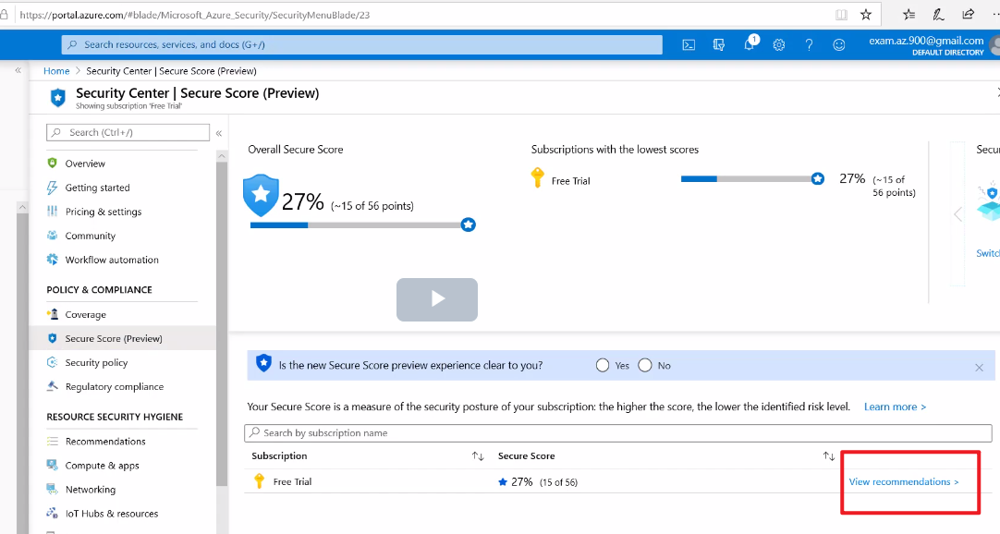 https://portal.azure.com/#blade/Microsoft_Azure_Security/SecurityMenuBlade/23
Search resources, services, and docs (G+/)
1
exam.az.900@gmail.com
DEFAULT DIRECTORY
Home > Security Center | Secure Score (Preview)
Security Center | Secure Score (Preview)
Showing subscription 'Free Trial'
Search (Ctrl+/)
Overview
Getting started
Pricing & settings
Community
Workflow automation
POLICY & COMPLIANCE
Coverage
Secure Score (Preview)
Security policy
Regulatory compliance
RESOURCE SECURITY HYGIENE
Recommendations
Compute & apps
Networking
IoT Hubs & resources
Overall Secure Score
27% (~15 of 56 points)
Subscriptions with the lowest scores
Free Trial
27% (~15 of
56 points)
Secu
Switch
Is the new Secure Score preview experience clear to you? Yes No
Your Secure Score is a measure of the security posture of your subscription: the higher the score, the lower the identified risk level. Learn more >
Search by subscription name
Subscription Secure Score
Free Trial 27% (15 of 56) View recommendations >